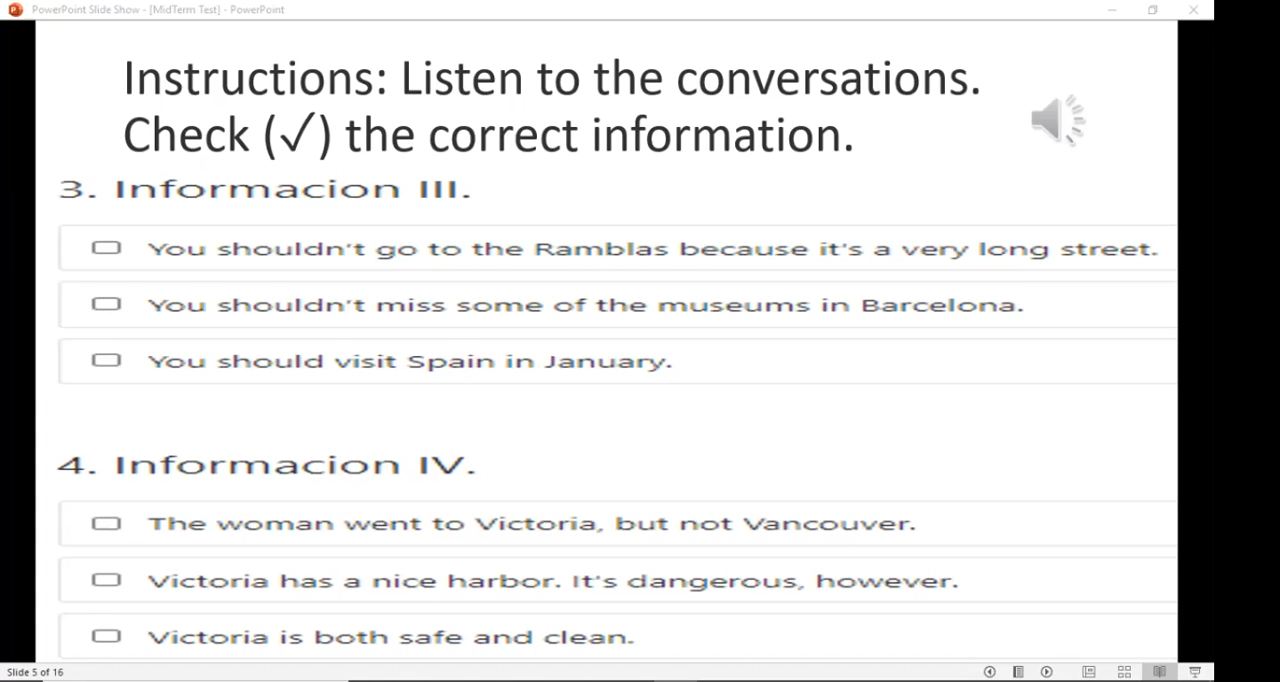 PowerPoint Slide Show - [MidTerm Test] - PowerPoint
Instructions: Listen to the conversations.
Check (✓) the correct information.
3. Informacion III.
You shouldn't go to the Ramblas because it's a very long street.
You shouldn't miss some of the museums in Barcelona.
You should visit Spain in January.
4. Informacion IV.
The woman went to Victoria, but not Vancouver.
Victoria has a nice harbor. It's dangerous, however.
Victoria is both safe and clean.
Slide 5 of 16